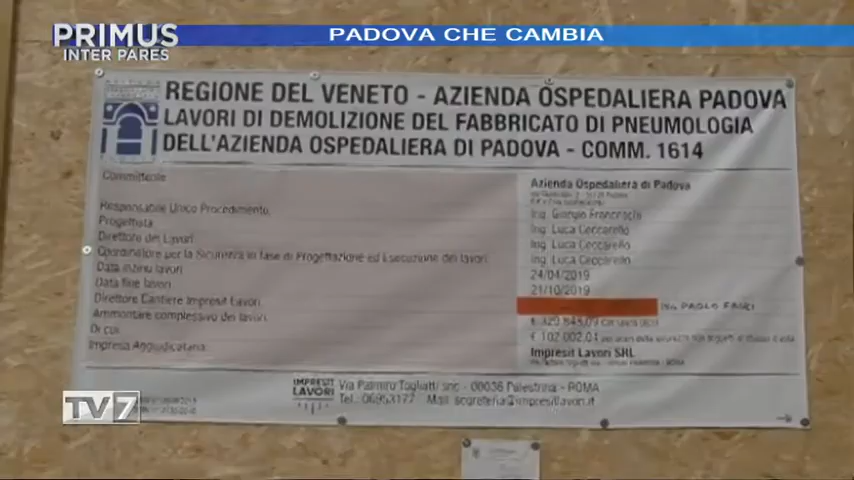 PRIMUS
INTER PARES
PADOVA CHE CAMBIA
REGIONE DEL VENETO - AZIENDA OSPEDALIERA PADOVA
LAVORI DI DEMOLIZIONE DEL FABBRICATO DI PNEUMOLOGIA
DELL'AZIENDA OSPEDALIERA DI PADOVA - COMM. 1614
Committente
Azienda Ospedaliera di Padova
Responsabile Unico Procedimento
Ing. Giorgio
Progettista
Ing. Luca Ceccarello
Direttore dei Lavori
Ing. Luca Ceccarello
Coordinatore per la Sicurezza in fase di Progettazione ed Esecuzione dei lavori
Ing. Luca Ceccarello
Data inizio lavori
24/04/2019
Data fine lavori
21/10/2019
Direttore Cantiere Impresit Lavori
ING. PAOLO
Ammontare complessivo dei lavori
Di cui
€ 102.002,04
Impresa Aggiudicataria
Impresit Lavori SRL
IMPRESIT
LAVORI
Via Palmiro Togliatti snc - 00036 Palestrina - ROMA
Mail: segreteria@impresitlavori.it
TV7